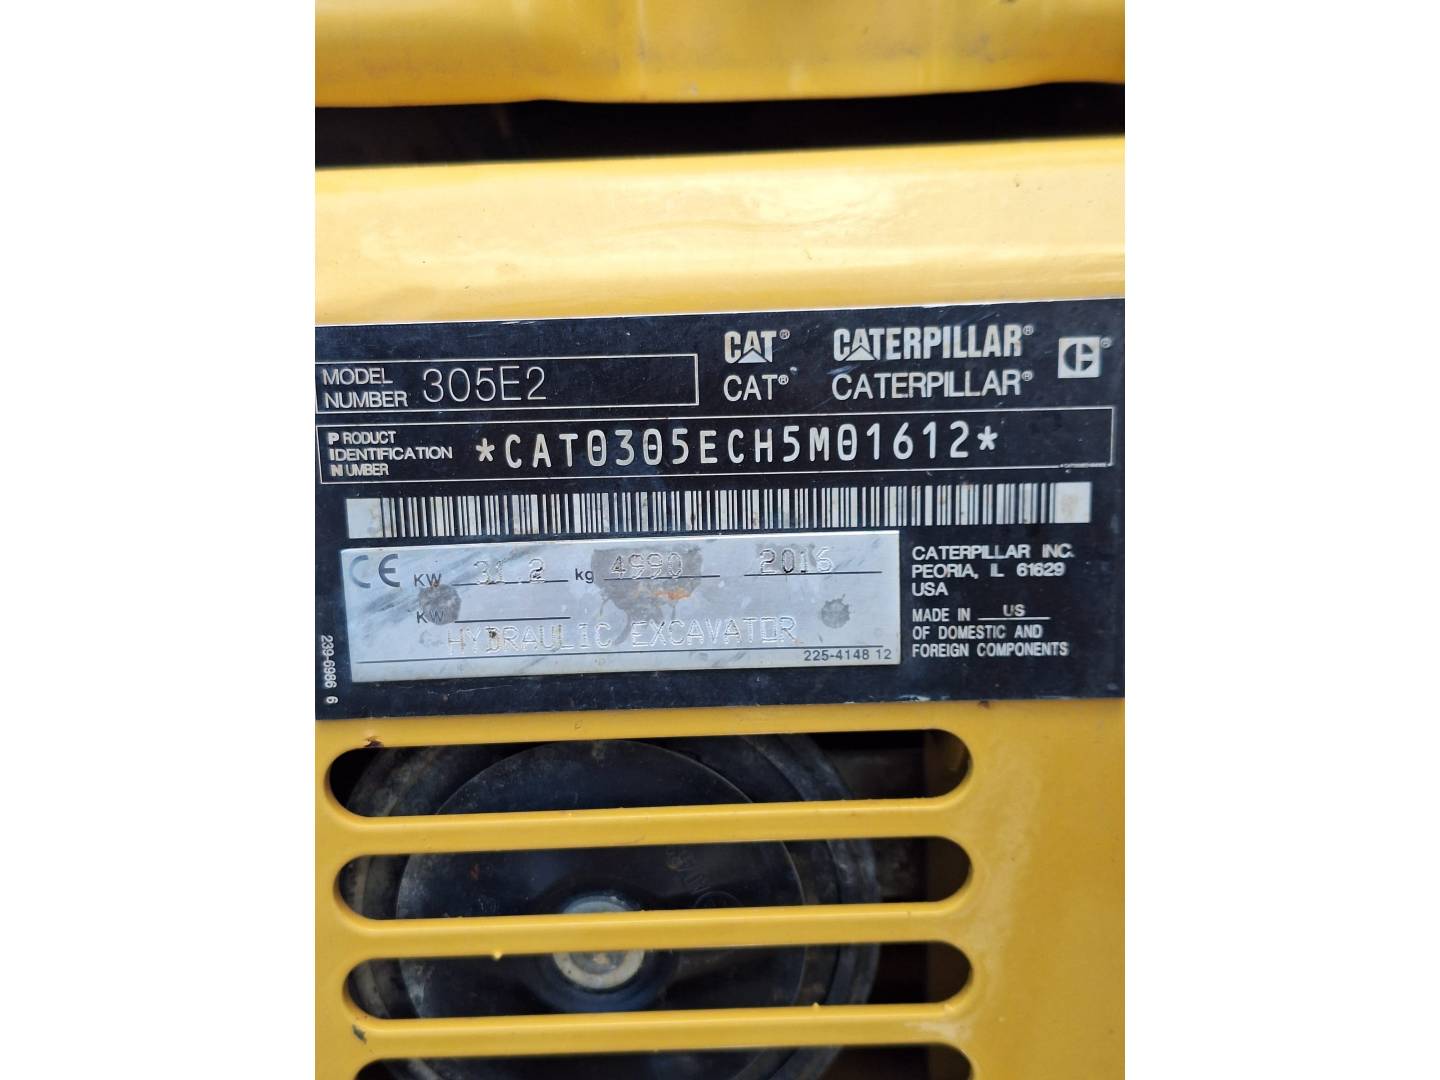 CAT® CATERPILLAR®
CAT® CATERPILLAR®
MODEL NUMBER 305E2
PRODUCT IDENTIFICATION NUMBER *CAT0305ECH5M01612*
CE KW 31.2 kg 4990 2016
KW
HYDRAULIC EXCAVATOR
225-4148 12
239-6986 6
CATERPILLAR INC.
PEORIA, IL 61629
USA
MADE IN US
OF DOMESTIC AND
FOREIGN COMPONENTS